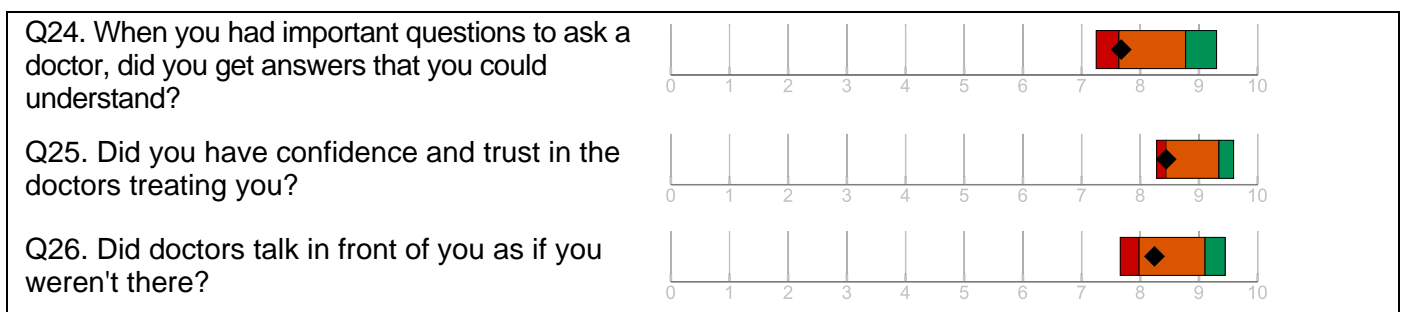 Q24. When you had important questions to ask a
doctor, did you get answers that you could
understand?
0 1 2 3 4 5 6 7 8 9 10
Q25. Did you have confidence and trust in the
doctors treating you?
0 1 2 3 4 5 6 7 8 9 10
Q26. Did doctors talk in front of you as if you
weren't there?
0 1 2 3 4 5 6 7 8 9 10